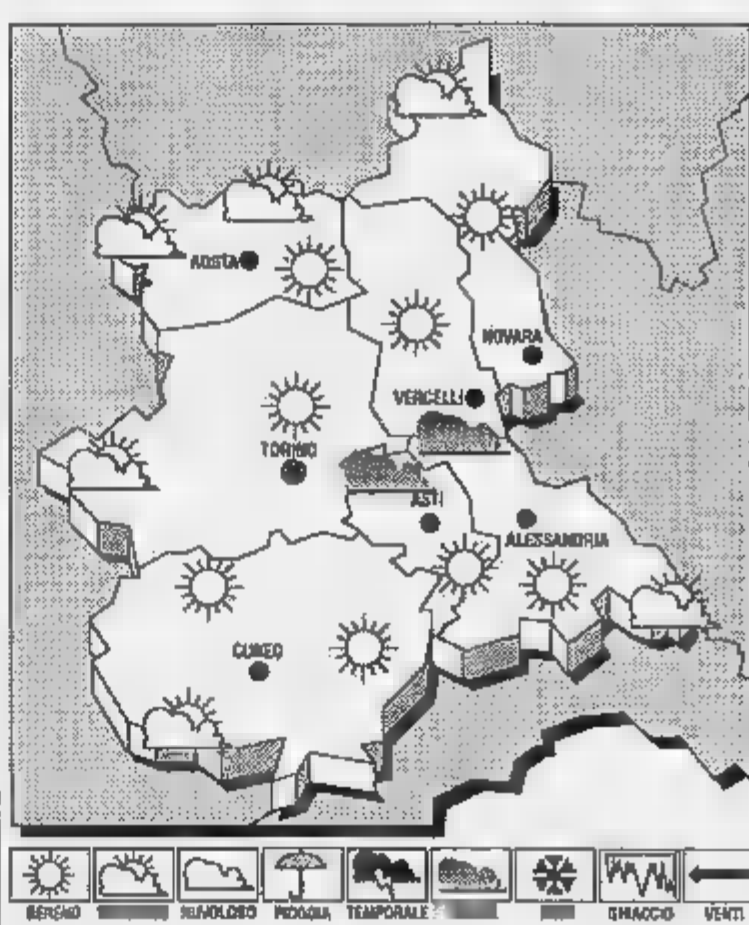 AOSTA
NOVARA
VERCELLI
TORINO
ASTI
ALESSANDRIA
CUNEO
SERENO
NUVOLOSO
PIOGGIA
TEMPORALE
GHIACCIO
VENTI